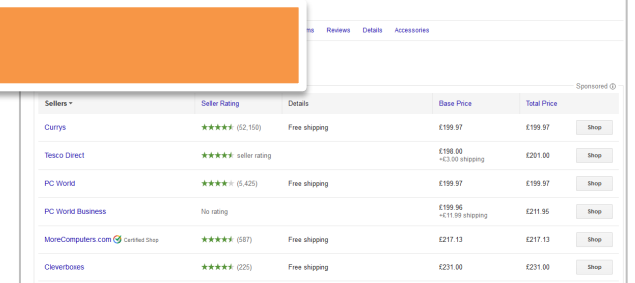 Reviews Details Accessories
Sponsored
Sellers Seller Rating Details Base Price Total Price
Currys (52,150) Free shipping £199.97 £199.97 Shop
Tesco Direct seller rating £198.00 +£3.00 shipping £201.00 Shop
PC World (5,425) Free shipping £199.97 £199.97 Shop
PC World Business No rating £199.96 +£11.99 shipping £211.95 Shop
MoreComputers.com Certified Shop (587) Free shipping £217.13 £217.13 Shop
Cleverboxes (225) Free shipping £231.00 £231.00 Shop